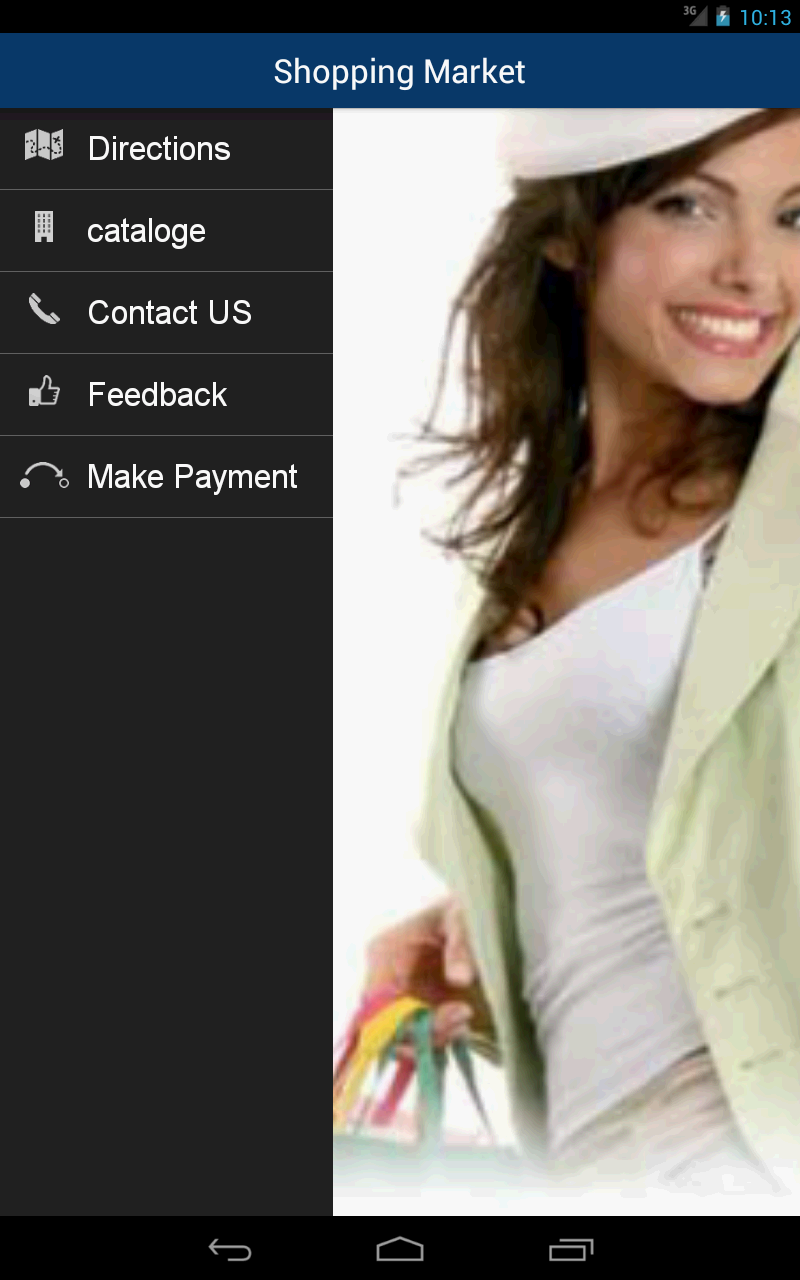 3G 10:13
Shopping Market
Directions
cataloge
Contact US
Feedback
Make Payment